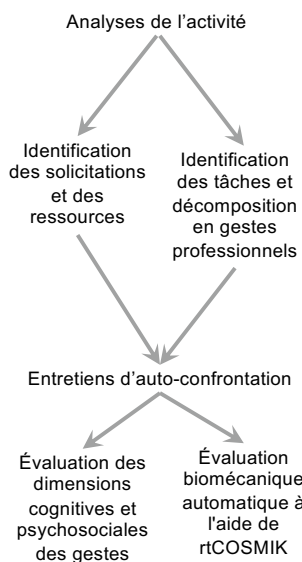 Analyses de l'activité
Identification
des solicitations
et des
ressources
Identification
des tâches et
décomposition
en gestes
professionnels
Entretiens d'auto-confrontation
Évaluation des
dimensions
cognitives et
psychosociales
des gestes
Évaluation
biomécanique
automatique à
l'aide de
rtCOSMIK